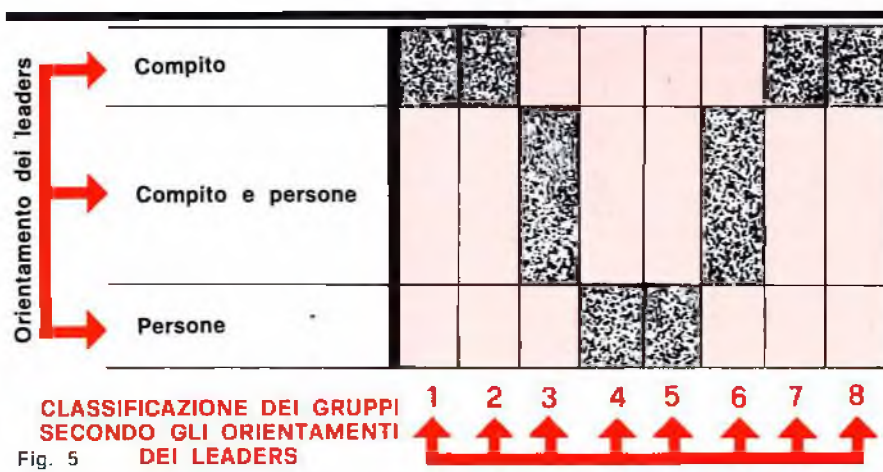 Orientamento dei leaders
Compito
Compito e persone
Persone
CLASSIFICAZIONE DEI GRUPPI
SECONDO GLI ORIENTAMENTI
DEI LEADERS
1 2 3 4 5 6 7 8
Fig. 5